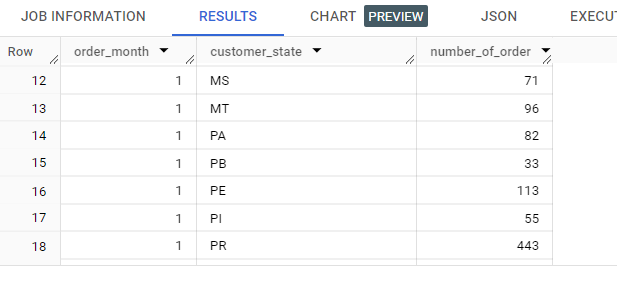 JOB INFORMATION RESULTS CHART PREVIEW JSON EXECUT
Row order_month customer_state number_of_order
12 1 MS 71
13 1 MT 96
14 1 PA 82
15 1 PB 33
16 1 PE 113
17 1 PI 55
18 1 PR 443